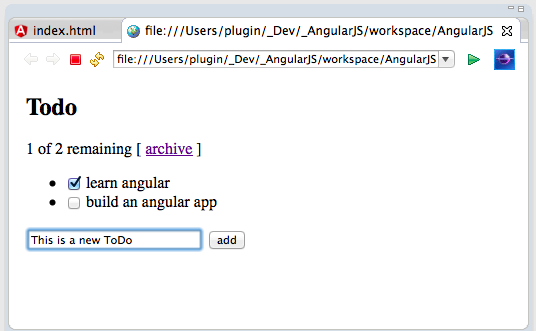 index.html
file:///Users/plugin/_Dev/_AngularJS/workspace/AngularJS
file:///Users/plugin/_Dev/_AngularJS/workspace/AngularJS
Todo
1 of 2 remaining [ archive ]
learn angular
build an angular app
This is a new ToDo add